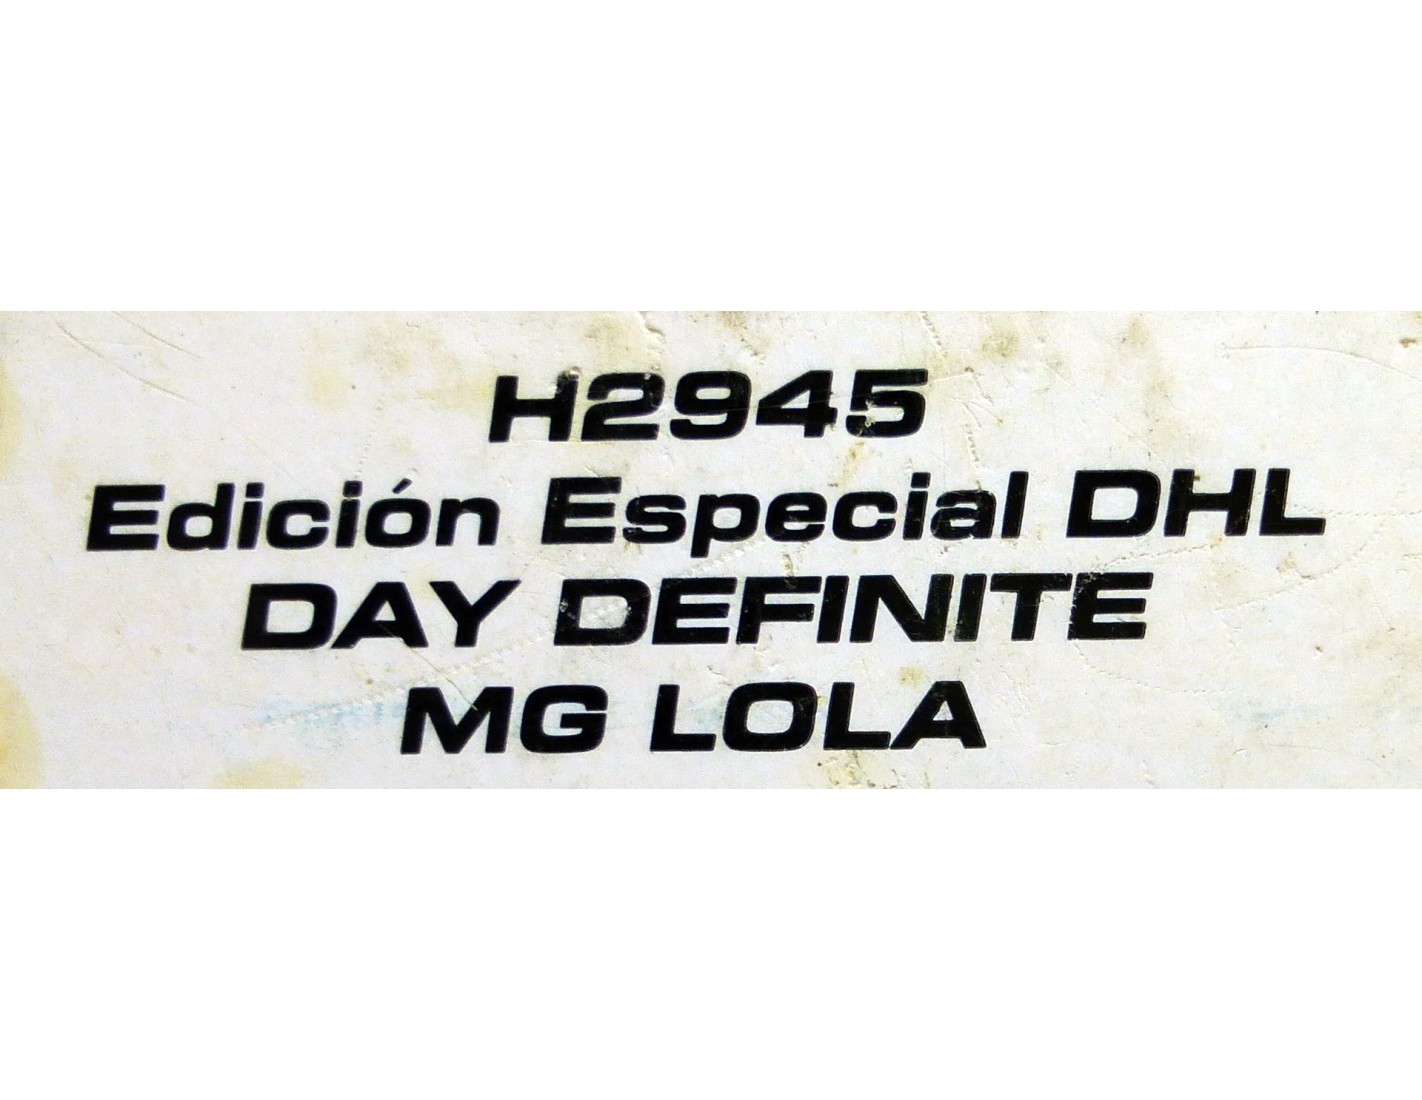 H2945
Edición Especial DHL
DAY DEFINITE
MG LOLA